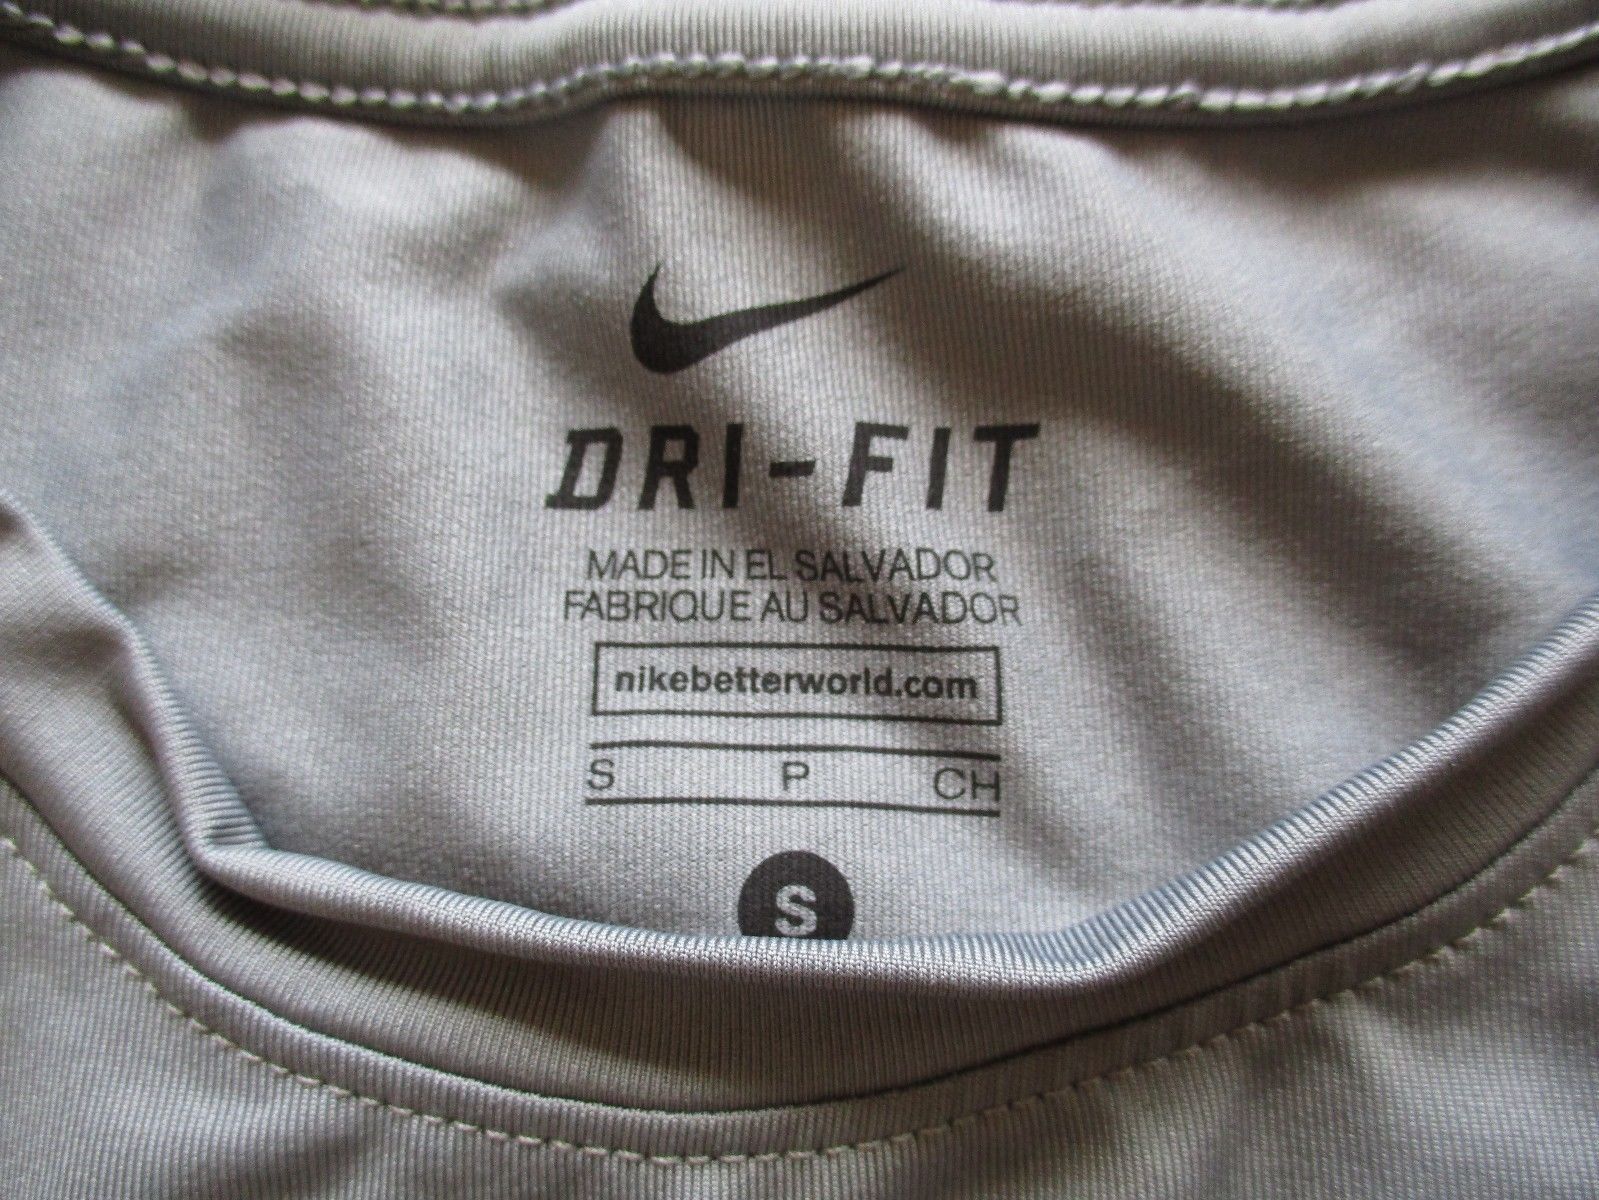 DRI-FIT
MADE IN EL SALVADOR
FABRIQUE AU SALVADOR
nikebetterworld.com
S P CH
S